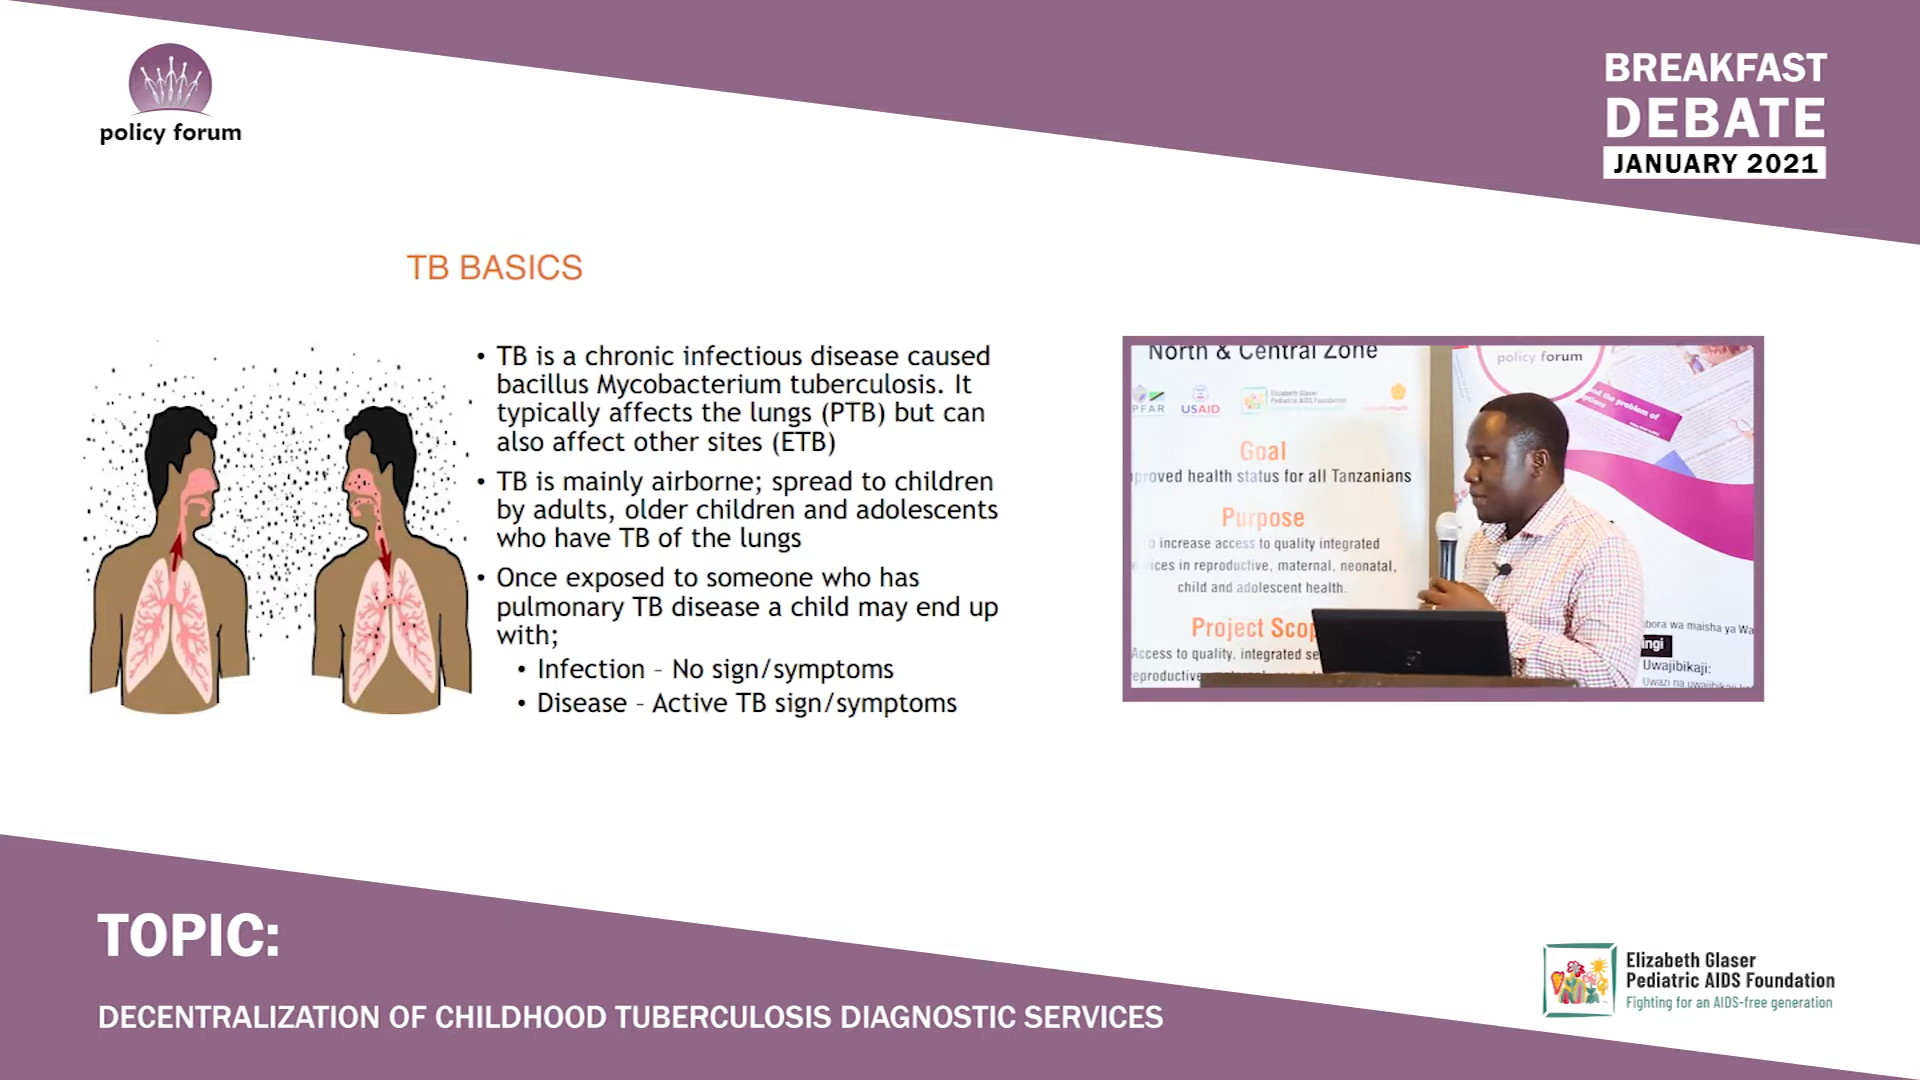 policy forum
BREAKFAST
DEBATE
JANUARY 2021
TB BASICS
• TB is a chronic infectious disease caused
bacillus Mycobacterium tuberculosis. It
typically affects the lungs (PTB) but can
also affect other sites (ETB)
• TB is mainly airborne; spread to children
by adults, older children and adolescents
who have TB of the lungs
• Once exposed to someone who has
pulmonary TB disease a child may end up
with;
• Infection – No sign/symptoms
• Disease – Active TB sign/symptoms
North & Central Zone
PFAR
USAID
Elizabeth Glaser
Pediatric AIDS Foundation
Goal
proved health status for all Tanzanians
Purpose
o increase access to quality integrated
ices in reproductive, maternal, neonatal,
child and adolescent health.
Project Scop
Access to quality, integrated se
eproductive
policy forum
nd the problem of
ptions
bora wa maisha ya Wa
ingi
Uwajibikaji:
TOPIC:
DECENTRALIZATION OF CHILDHOOD TUBERCULOSIS DIAGNOSTIC SERVICES
Elizabeth Glaser
Pediatric AIDS Foundation
Fighting for an AIDS-free generation